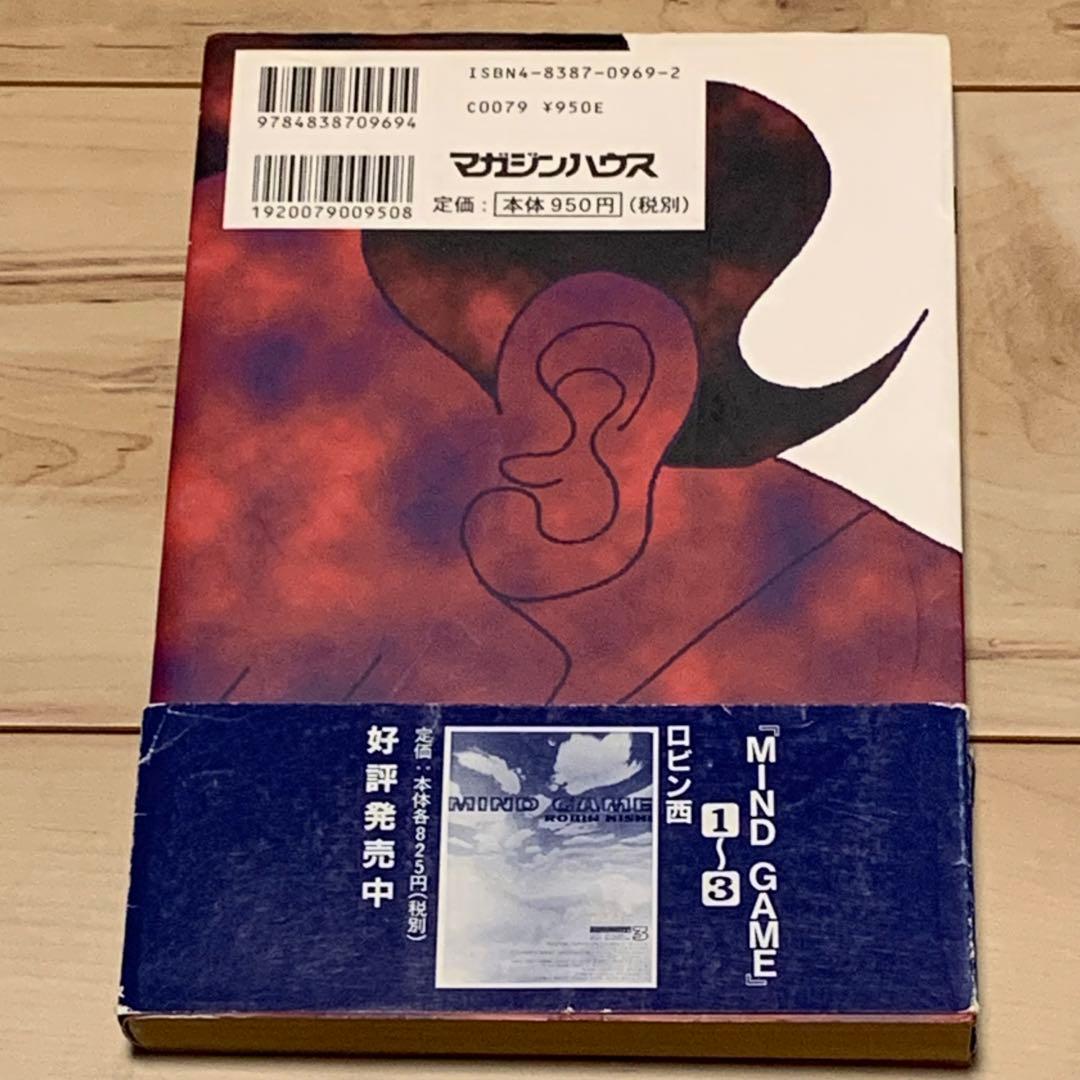 ISBN4-8387-0969-2
C0079 ¥950E
9784838709694
マガジンハウス
1920079009508
定価：本体950円(税別)
『MIND GAME』
1〜3
ロビン西
MIND GAME
ROBIN NISHI
3
定価：本体各825円(税別)
好評発売中